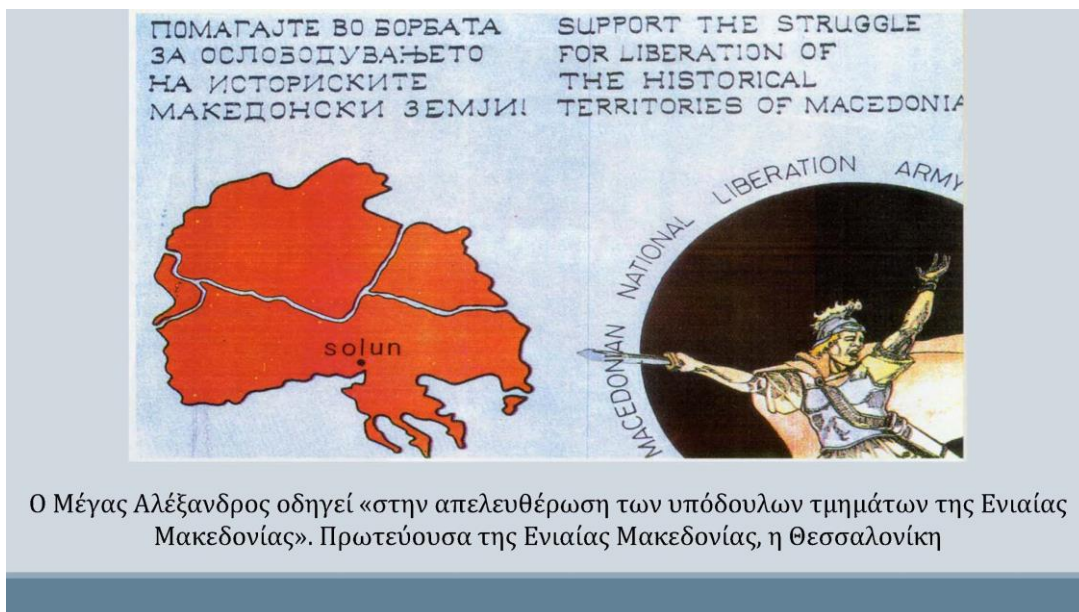 ПОМАГАЈТЕ ВО БОРБАТА
ЗА ОСЛОБОДУВАЊЕТО
НА ИСТОРИСКИТЕ
МАКЕДОНСКИ ЗЕМЈИ!
SUPPORT THE STRUGGLE
FOR LIBERATION OF
THE HISTORICAL
TERRITORIES OF MACEDONIA
solun
MACEDONIAN NATIONAL LIBERATION ARMY
Ο Μέγας Αλέξανδρος οδηγεί «στην απελευθέρωση των υπόδουλων τμημάτων της Ενιαίας
Μακεδονίας». Πρωτεύουσα της Ενιαίας Μακεδονίας, η Θεσσαλονίκη